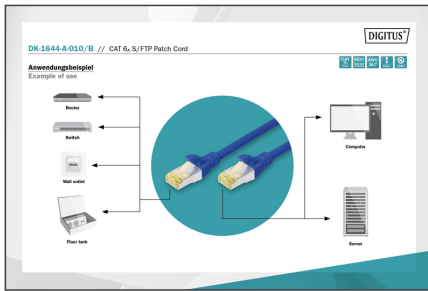 DIGITUS®
DK-1644-A-010/B // CAT 6A S/FTP Patch Cord
Anwendungsbeispiel
Example of use
Router
Switch
Wall outlet
Floor tank
Computer
Server